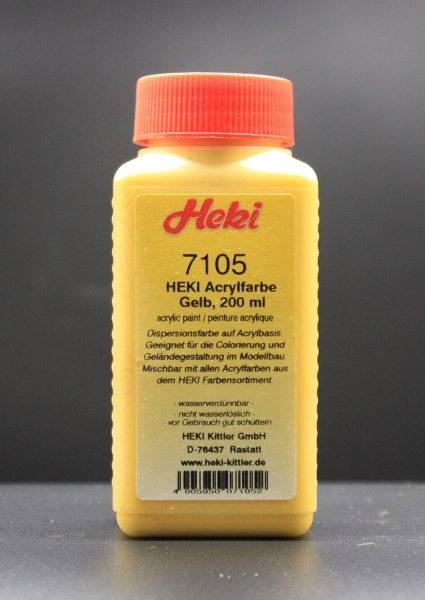 Heki
7105
HEKI Acrylfarbe
Gelb, 200 ml
acrylic paint / peinture acrylique
Dispersionsfarbe auf Acrylbasis.
Geeignet für die Colorierung und
Geländegestaltung im Modellbau.
Mischbar mit allen Acrylfarben aus
dem HEKI Farbensortiment.
- wasserverdünnbar -
- nicht wasserlöslich -
- vor Gebrauch gut schütteln
HEKI Kittler GmbH
D-76437 Rastatt
www.heki-kittler.de
4 005950 071052